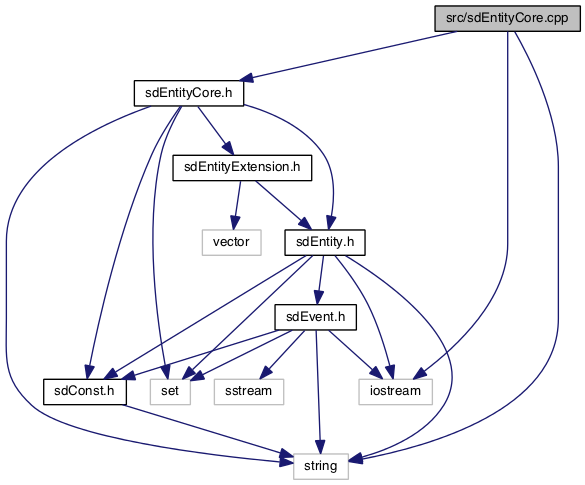 src/sdEntityCore.cpp
sdEntityCore.h
sdEntityExtension.h
vector
sdEntity.h
sdEvent.h
sdConst.h
set
sstream
iostream
string